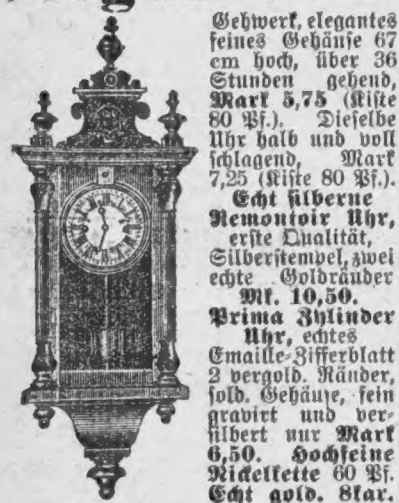 Gehwerk, elegantes
feines Gehäuse 67
cm hoch, über 36
Stunden gehend,
Mark 5,75 (Kiste
80 Pf.). Dieselbe
Uhr halb und voll
schlagend, Mark
7,25 (Kiste 80 Pf.).
Echt silberne
Remontoir Uhr,
erste Qualität,
Silberstempel, zwei
echte Goldränder
Mk. 10,50.
Prima Zylinder
Uhr, echtes
Emaille-Zifferblatt
2 vergold. Ränder,
sold. Gehäuse, fein
gravirt und ver-
silbert nur Mark
6,50. Hochfeine
Nickelkette 60 Pf.
Echt gold. 8kar.